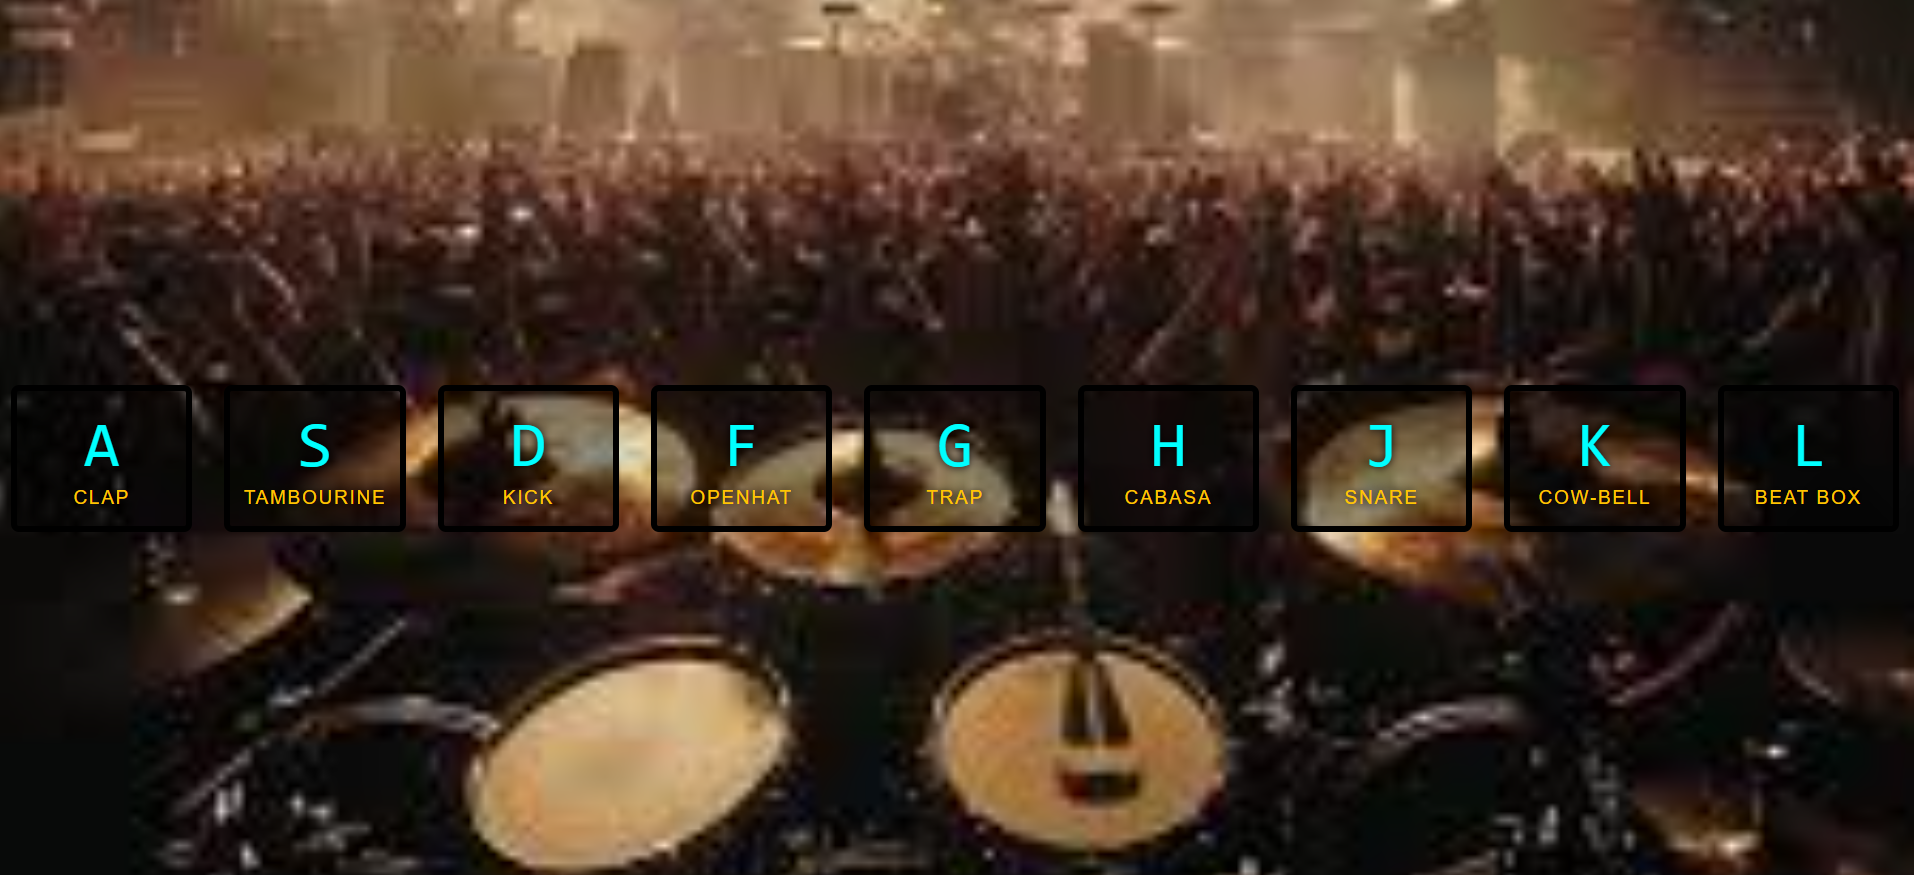 A S D F G H J K L
CLAP TAMBOURINE KICK OPENHAT TRAP CABASA SNARE COW-BELL BEAT BOX